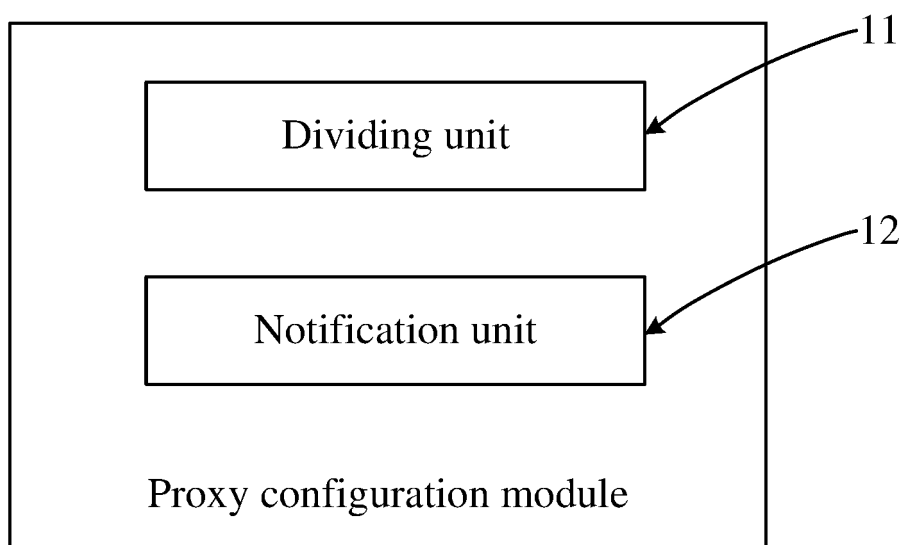 11
Dividing unit
12
Notification unit
Proxy configuration module